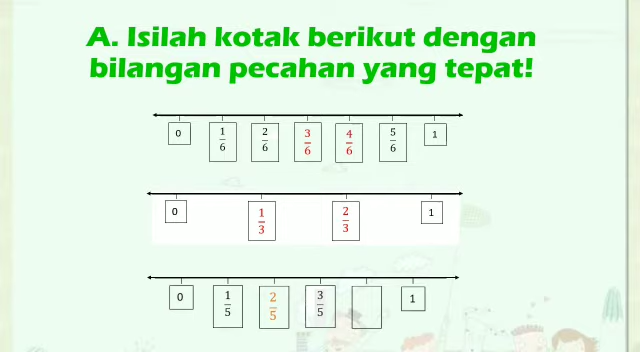 A. Isilah kotak berikut dengan
bilangan pecahan yang tepat!
0 1/6 2/6 3/6 4/6 5/6 1
0 1/3 2/3 1
0 1/5 2/5 3/5 1